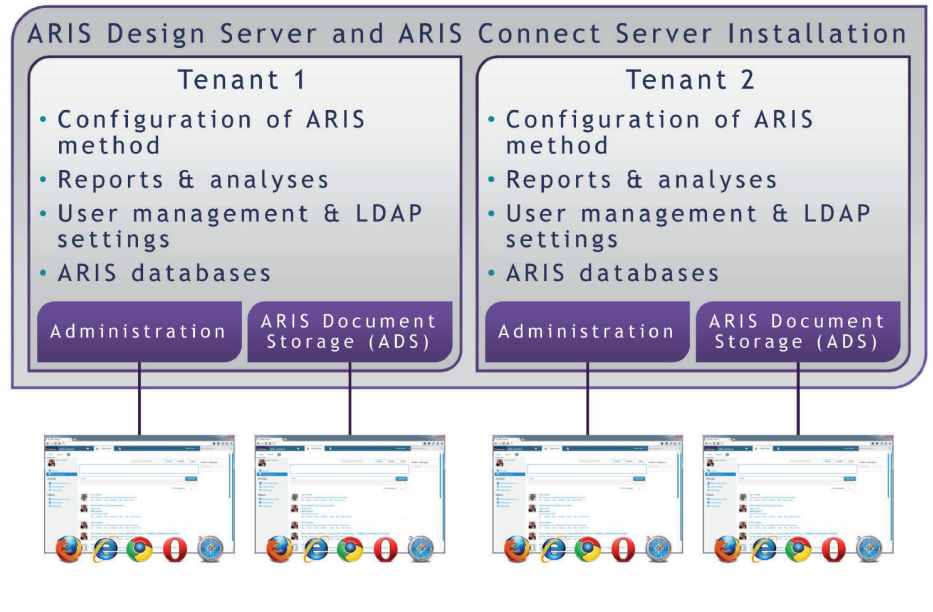 ARIS Design Server and ARIS Connect Server Installation
Tenant 1
• Configuration of ARIS
method
• Reports & analyses
• User management & LDAP
settings
• ARIS databases
Administration
ARIS Document
Storage (ADS)
Tenant 2
• Configuration of ARIS
method
• Reports & analyses
• User management & LDAP
settings
• ARIS databases
Administration
ARIS Document
Storage (ADS)